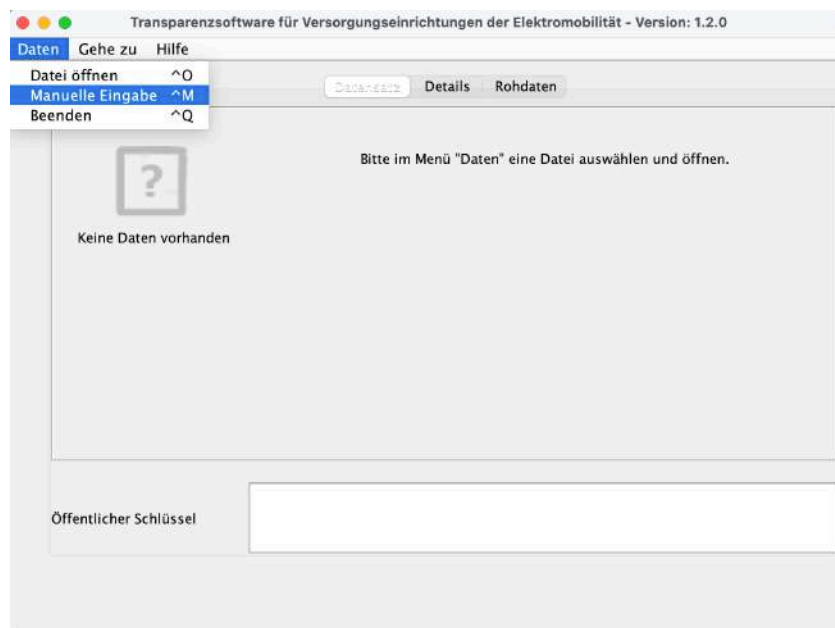 Transparenzsoftware für Versorgungseinrichtungen der Elektromobilität - Version: 1.2.0
Daten Gehe zu Hilfe
Datei öffnen ^O
Manuelle Eingabe ^M
Beenden ^Q
Datensatz Details Rohdaten
Bitte im Menü "Daten" eine Datei auswählen und öffnen.
?
Keine Daten vorhanden
Öffentlicher Schlüssel